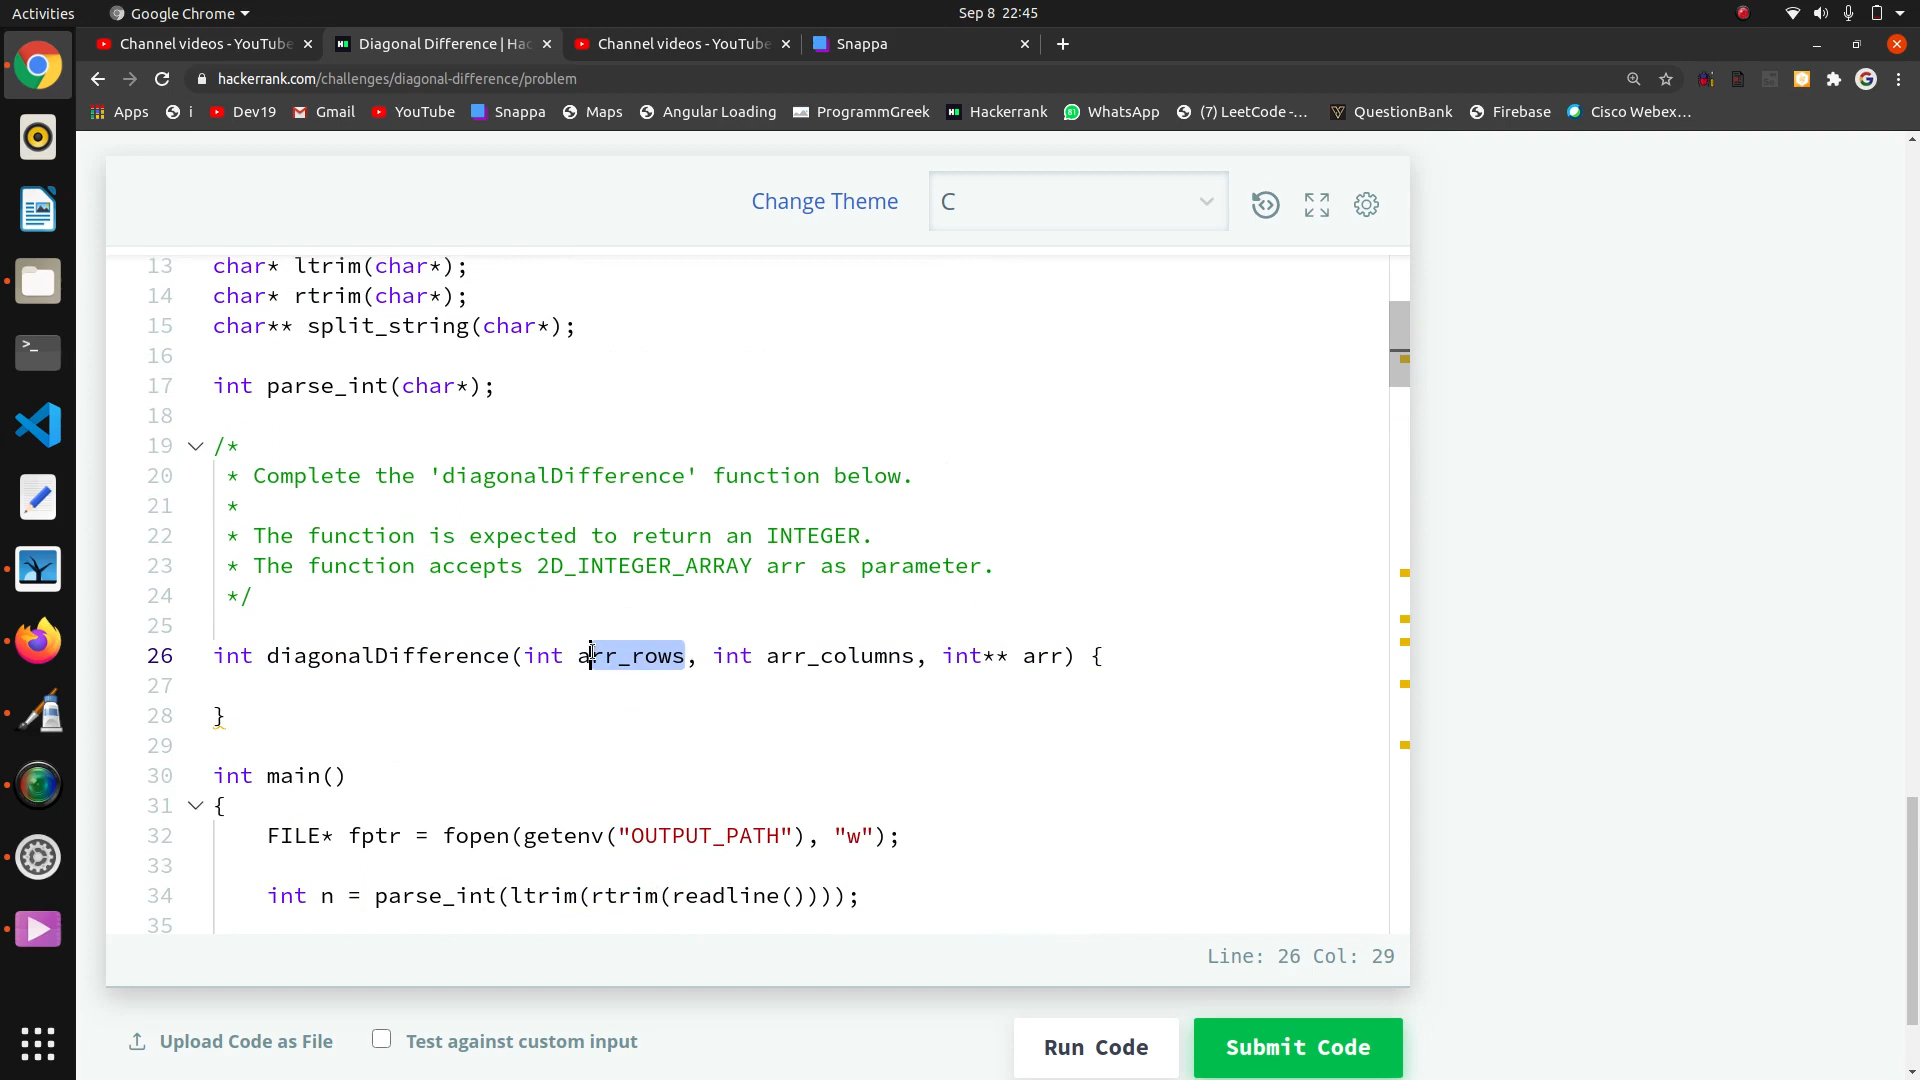 Activities
Google Chrome
Sep 8 22:45
Channel videos - YouTube
Diagonal Difference | Hac
Channel videos - YouTube
Snappa
hackerrank.com/challenges/diagonal-difference/problem
Apps
i
Dev19
Gmail
YouTube
Snappa
Maps
Angular Loading
ProgrammGreek
Hackerrank
WhatsApp
(7) LeetCode -...
QuestionBank
Firebase
Cisco Webex...
Change Theme
C
13 char* ltrim(char*);
14 char* rtrim(char*);
15 char** split_string(char*);
16
17 int parse_int(char*);
18
19 /*
20 * Complete the 'diagonalDifference' function below.
21 *
22 * The function is expected to return an INTEGER.
23 * The function accepts 2D_INTEGER_ARRAY arr as parameter.
24 */
25
26 int diagonalDifference(int arr_rows, int arr_columns, int** arr) {
27
28 }
29
30 int main()
31 {
32 FILE* fptr = fopen(getenv("OUTPUT_PATH"), "w");
33
34 int n = parse_int(ltrim(rtrim(readline())));
35
Line: 26 Col: 29
Upload Code as File
Test against custom input
Run Code
Submit Code